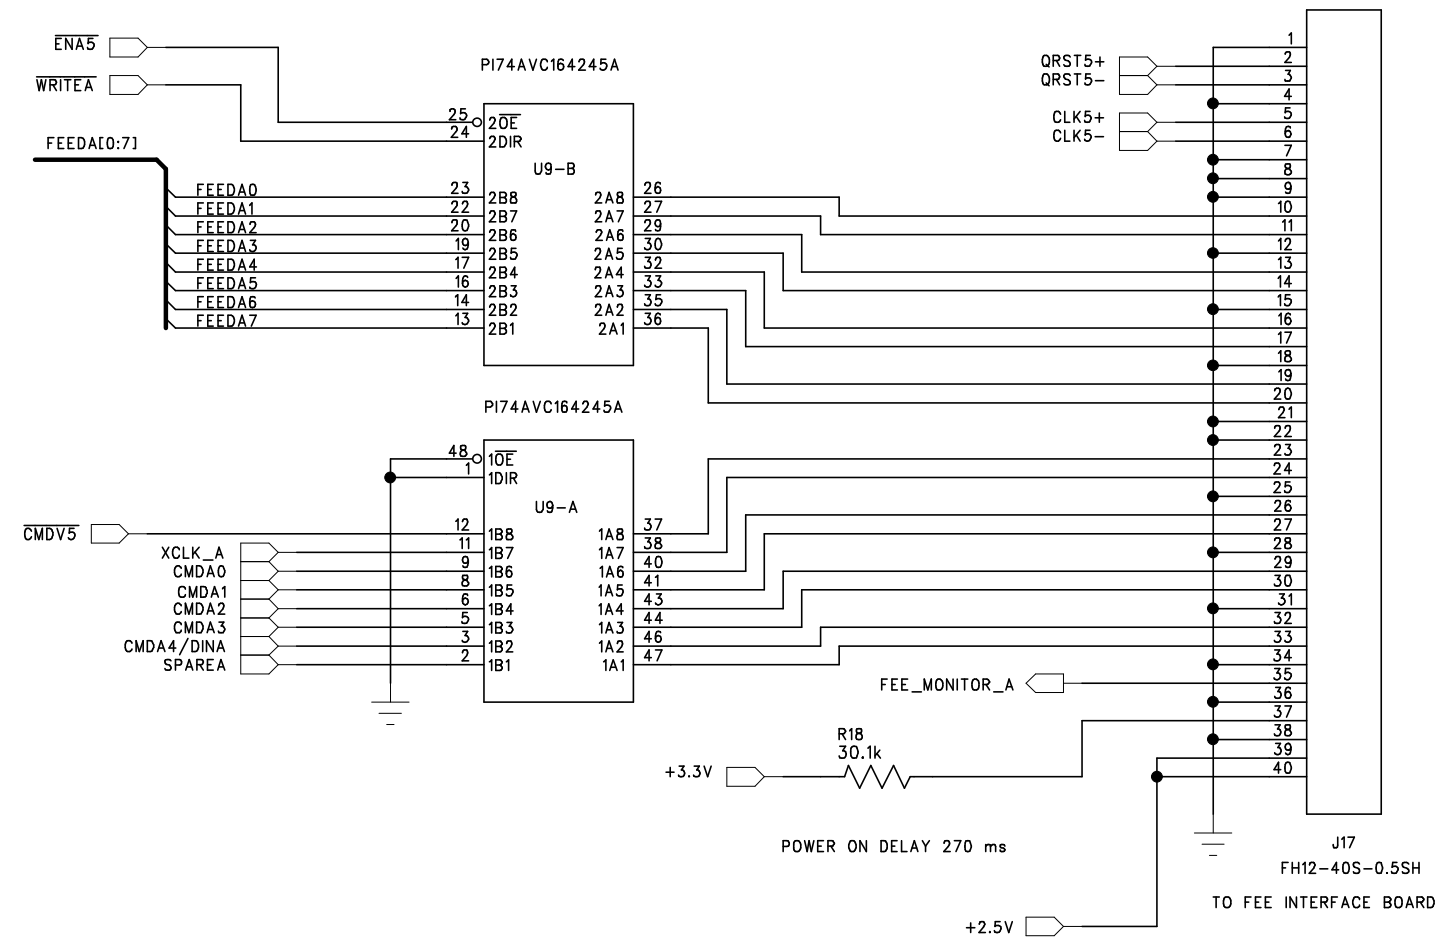 ENA5
WRITEA
FEEDA[0:7]
FEEDA0
FEEDA1
FEEDA2
FEEDA3
FEEDA4
FEEDA5
FEEDA6
FEEDA7
PI74AVC164245A
25 2OE
24 2DIR
U9-B
23 2B8 2A8 26
22 2B7 2A7 27
20 2B6 2A6 29
19 2B5 2A5 30
17 2B4 2A4 32
16 2B3 2A3 33
14 2B2 2A2 35
13 2B1 2A1 36
PI74AVC164245A
48 1OE
1 1DIR
U9-A
CMDV5 12 1B8 1A8 37
XCLK_A 11 1B7 1A7 38
CMDA0 9 1B6 1A6 40
CMDA1 8 1B5 1A5 41
CMDA2 6 1B4 1A4 43
CMDA3 5 1B3 1A3 44
CMDA4/DINA 3 1B2 1A2 46
SPAREA 2 1B1 1A1 47
QRST5+
QRST5-
CLK5+
CLK5-
1
2
3
4
5
6
7
8
9
10
11
12
13
14
15
16
17
18
19
20
21
22
23
24
25
26
27
28
29
30
31
32
33
34
35
36
37
38
39
40
FEE_MONITOR_A
R18
30.1k
+3.3V
POWER ON DELAY 270 ms
J17
FH12-40S-0.5SH
TO FEE INTERFACE BOARD
+2.5V